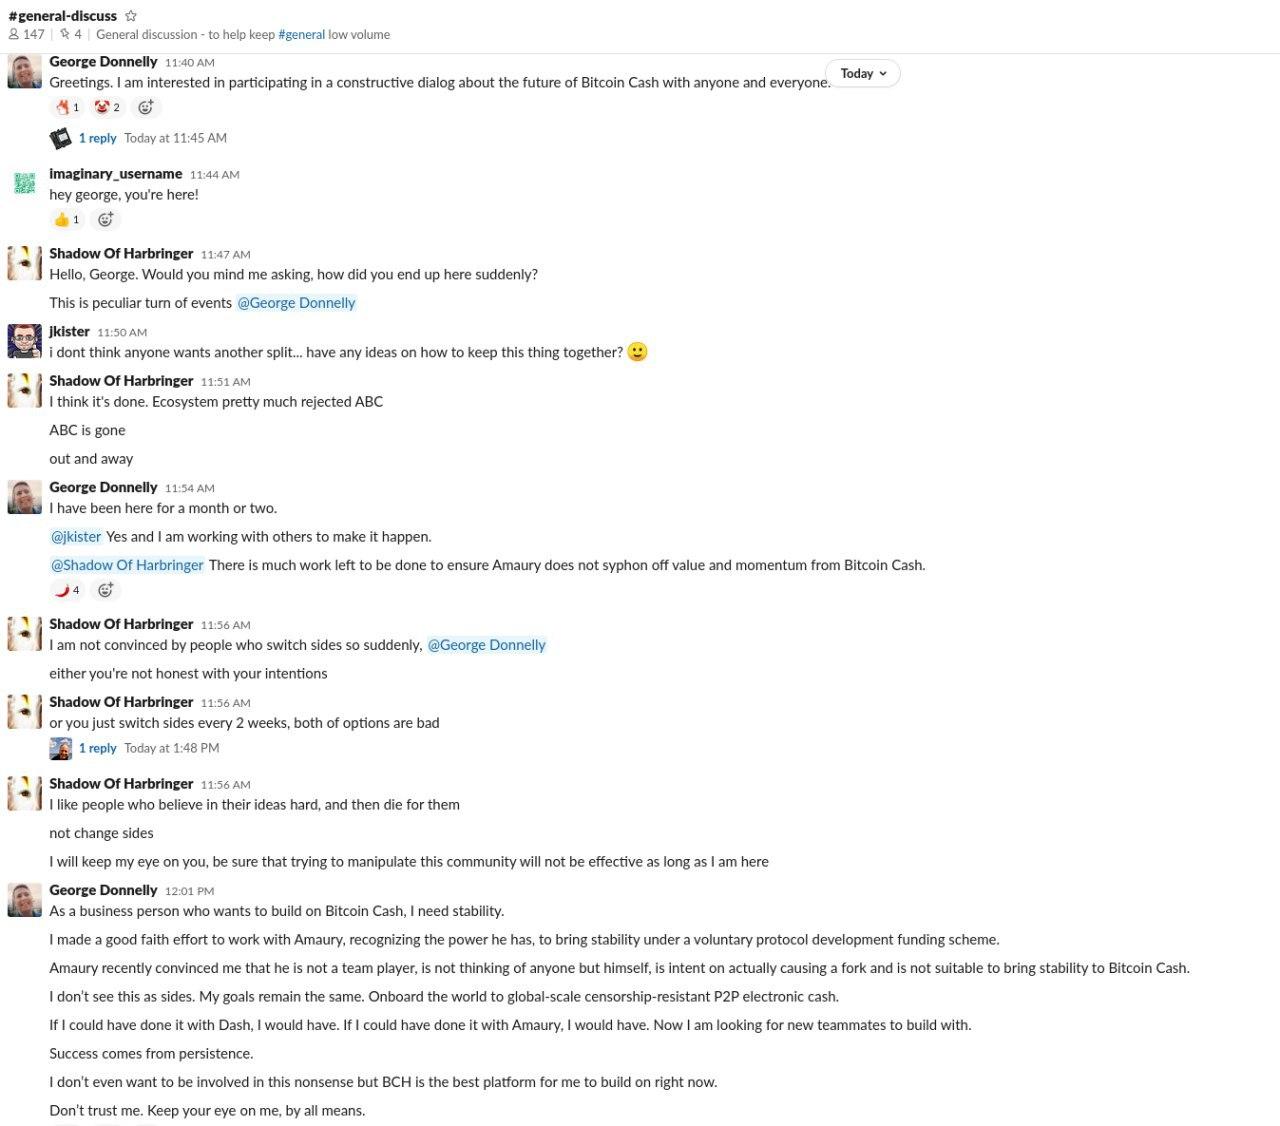 #general-discuss
147 | 4 | General discussion - to help keep #general low volume
George Donnelly 11:40 AM
Today
Greetings. I am interested in participating in a constructive dialog about the future of Bitcoin Cash with anyone and everyone.
1 2
1 reply Today at 11:45 AM
imaginary_username 11:44 AM
hey george, you're here!
1
Shadow Of Harbringer 11:47 AM
Hello, George. Would you mind me asking, how did you end up here suddenly?
This is peculiar turn of events @George Donnelly
jkister 11:50 AM
i dont think anyone wants another split... have any ideas on how to keep this thing together?
Shadow Of Harbringer 11:51 AM
I think it's done. Ecosystem pretty much rejected ABC
ABC is gone
out and away
George Donnelly 11:54 AM
I have been here for a month or two.
@jkister Yes and I am working with others to make it happen.
@Shadow Of Harbringer There is much work left to be done to ensure Amaury does not syphon off value and momentum from Bitcoin Cash.
4
Shadow Of Harbringer 11:56 AM
I am not convinced by people who switch sides so suddenly, @George Donnelly
either you're not honest with your intentions
Shadow Of Harbringer 11:56 AM
or you just switch sides every 2 weeks, both of options are bad
1 reply Today at 1:48 PM
Shadow Of Harbringer 11:56 AM
I like people who believe in their ideas hard, and then die for them
not change sides
I will keep my eye on you, be sure that trying to manipulate this community will not be effective as long as I am here
George Donnelly 12:01 PM
As a business person who wants to build on Bitcoin Cash, I need stability.
I made a good faith effort to work with Amaury, recognizing the power he has, to bring stability under a voluntary protocol development funding scheme.
Amaury recently convinced me that he is not a team player, is not thinking of anyone but himself, is intent on actually causing a fork and is not suitable to bring stability to Bitcoin Cash.
I don't see this as sides. My goals remain the same. Onboard the world to global-scale censorship-resistant P2P electronic cash.
If I could have done it with Dash, I would have. If I could have done it with Amaury, I would have. Now I am looking for new teammates to build with.
Success comes from persistence.
I don't even want to be involved in this nonsense but BCH is the best platform for me to build on right now.
Don't trust me. Keep your eye on me, by all means.